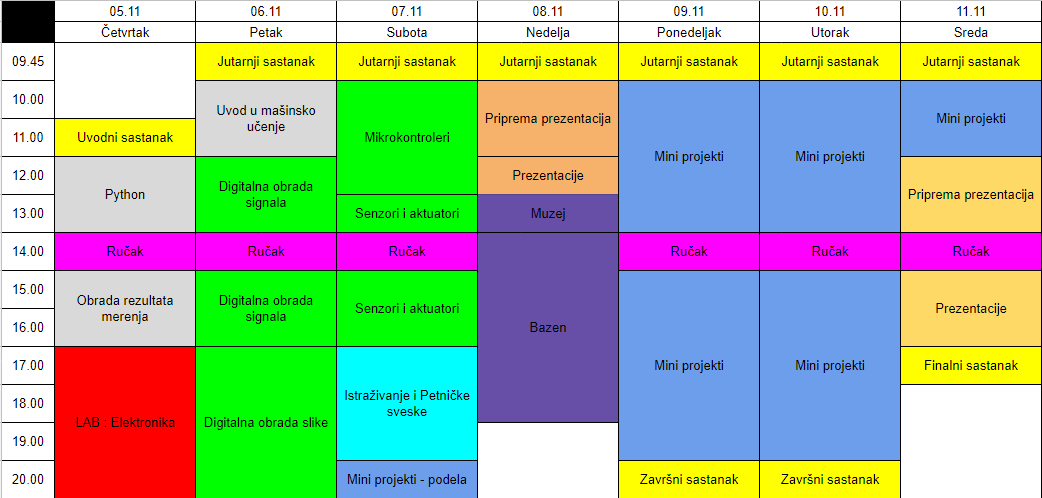 05.11 06.11 07.11 08.11 09.11 10.11 11.11
Četvrtak Petak Subota Nedelja Ponedeljak Utorak Sreda
09.45 Jutarnji sastanak Jutarnji sastanak Jutarnji sastanak Jutarnji sastanak Jutarnji sastanak Jutarnji sastanak
10.00
Uvod u mašinsko
učenje
Priprema prezentacija
Mini projekti
11.00 Uvodni sastanak
Mikrokontroleri
Mini projekti Mini projekti
12.00
Python
Digitalna obrada
signala
Prezentacije
Priprema prezentacija
13.00 Senzori i aktuatori Muzej
14.00 Ručak Ručak Ručak Ručak Ručak Ručak
15.00
Obrada rezultata
merenja
Digitalna obrada
signala
Senzori i aktuatori
Prezentacije
16.00 Bazen
17.00
Mini projekti Mini projekti Finalni sastanak
18.00
Istraživanje i Petničke
sveske
LAB : Elektronika Digitalna obrada slike
19.00
20.00 Mini projekti - podela Završni sastanak Završni sastanak